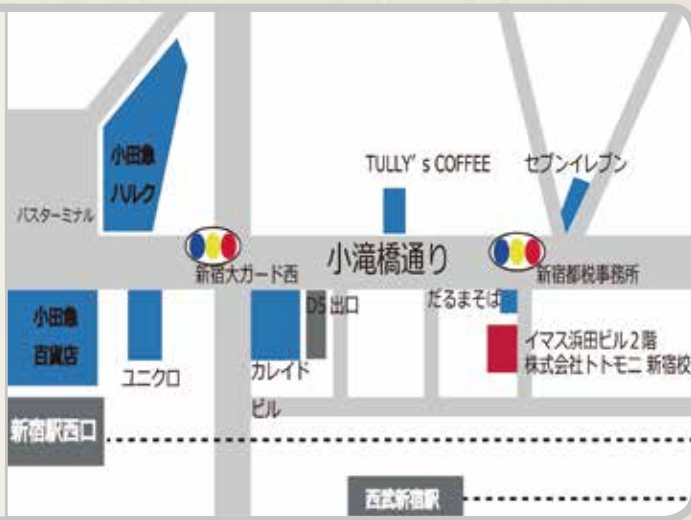 小田急
ハルク
バスターミナル
TULLY' s COFFEE
セブンイレブン
新宿大ガード西
小滝橋通り
新宿都税事務所
小田急
百貨店
ユニクロ
カレイド
ビル
D5 出口
だるまそば
イマス浜田ビル2階
株式会社トトモニ 新宿校
新宿駅西口
西武新宿駅